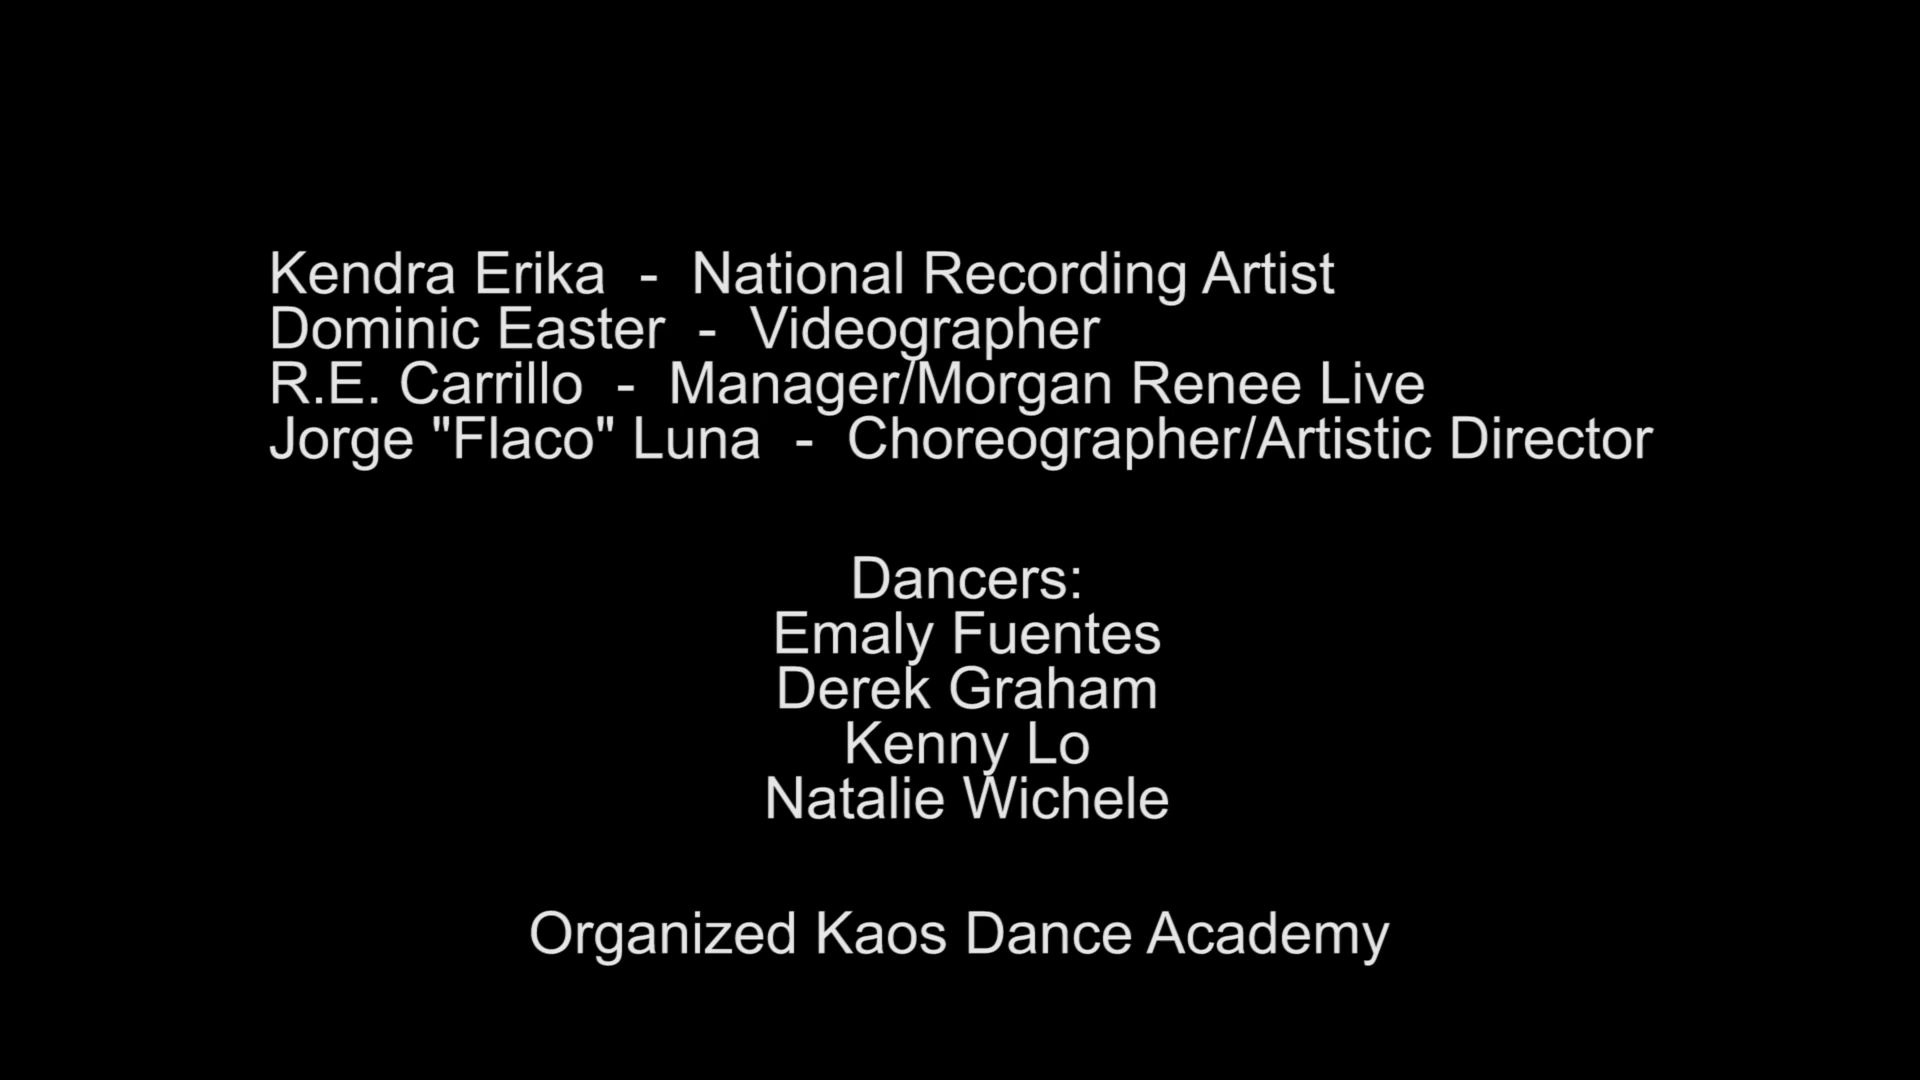 Kendra Erika - National Recording Artist
Dominic Easter - Videographer
R.E. Carrillo - Manager/Morgan Renee Live
Jorge "Flaco" Luna - Choreographer/Artistic Director
Dancers:
Emaly Fuentes
Derek Graham
Kenny Lo
Natalie Wichele
Organized Kaos Dance Academy